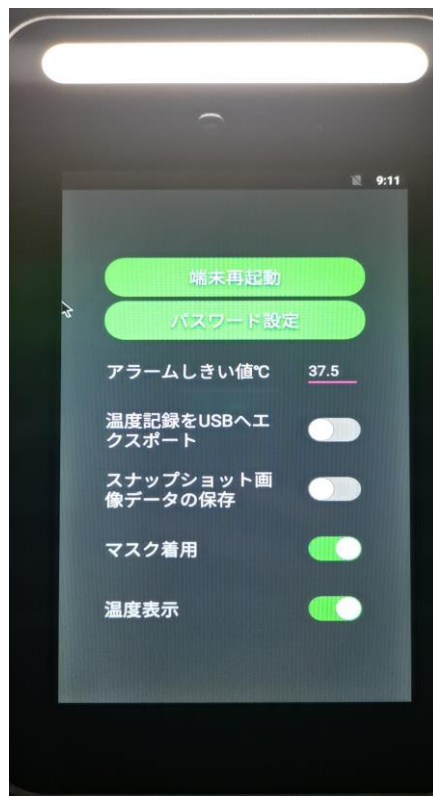 9:11
端末再起動
パスワード設定
アラームしきい値℃ 37.5
温度記録をUSBへエ
クスポート
スナップショット画
像データの保存
マスク着用
温度表示